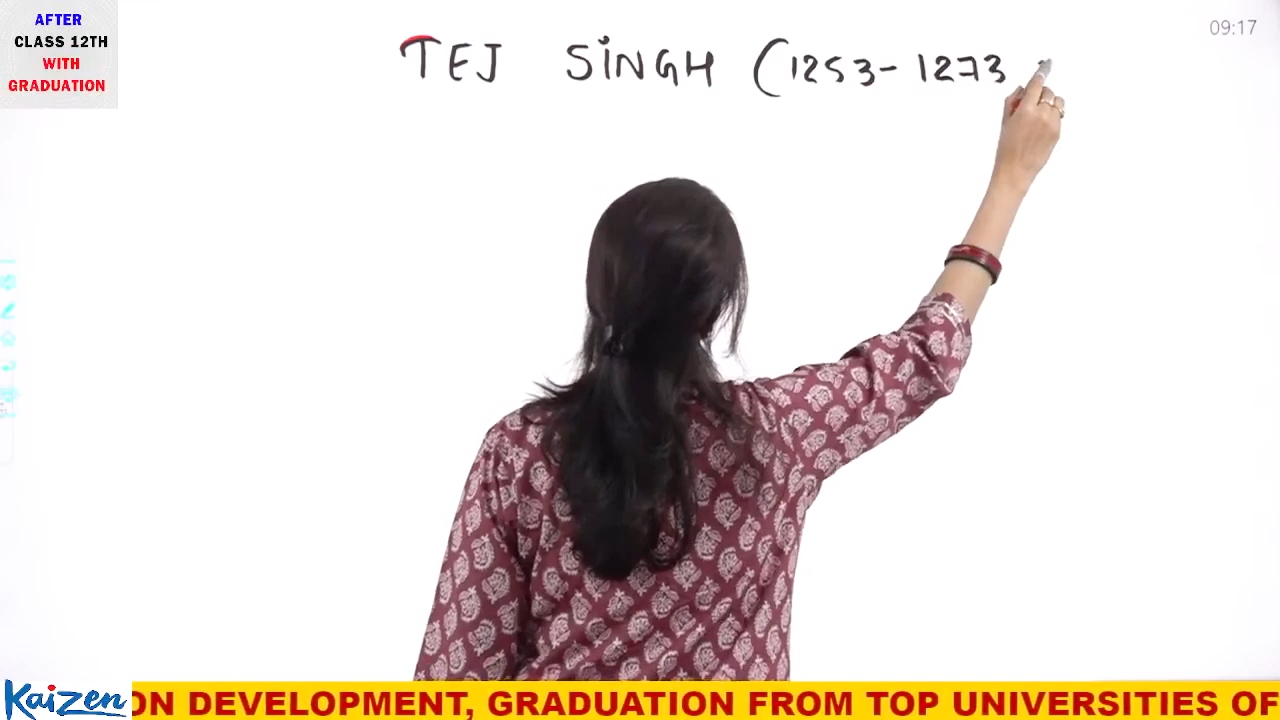 AFTER
CLASS 12TH
WITH
GRADUATION
09:17
TEJ SINGH (1253-1273
Kaizen
ON DEVELOPMENT, GRADUATION FROM TOP UNIVERSITIES OF